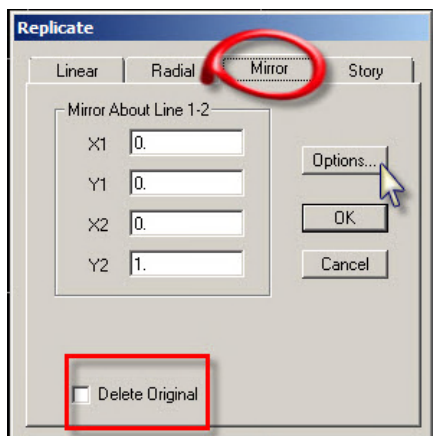 Replicate
Linear Radial Mirror Story
Mirror About Line 1-2
X1 0.
Y1 0.
X2 0.
Y2 1.
Options...
OK
Cancel
Delete Original